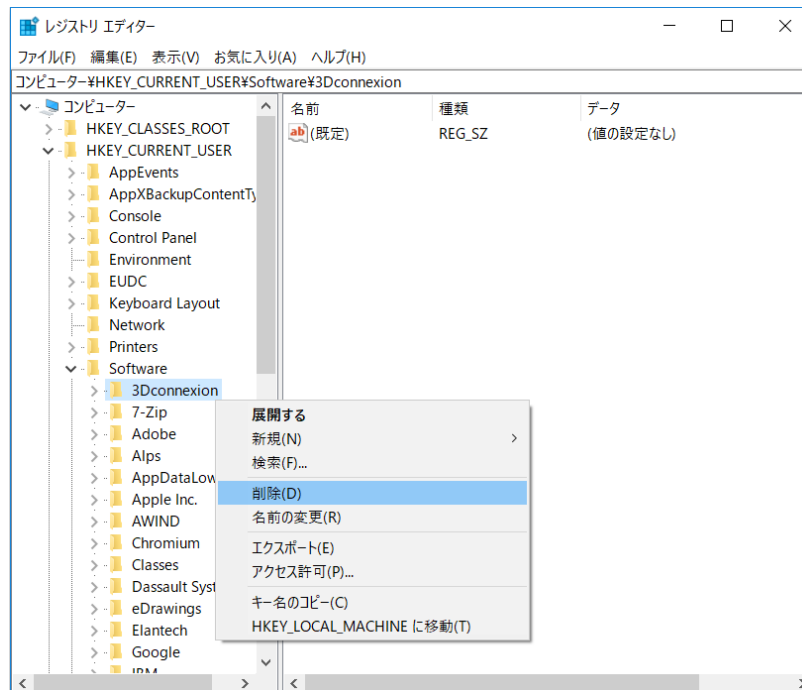 レジストリ エディター
ファイル(F) 編集(E) 表示(V) お気に入り(A) ヘルプ(H)
コンピューター¥HKEY_CURRENT_USER¥Software¥3Dconnexion
コンピューター
HKEY_CLASSES_ROOT
HKEY_CURRENT_USER
AppEvents
AppXBackupContentTy
Console
Control Panel
Environment
EUDC
Keyboard Layout
Network
Printers
Software
3Dconnexion
7-Zip
Adobe
Alps
AppDataLow
Apple Inc.
AWIND
Chromium
Classes
Dassault Syst
eDrawings
Elantech
Google
IBM
名前 種類 データ
ab (既定) REG_SZ (値の設定なし)
展開する
新規(N)
検索(F)...
削除(D)
名前の変更(R)
エクスポート(E)
アクセス許可(P)...
キー名のコピー(C)
HKEY_LOCAL_MACHINE に移動(T)